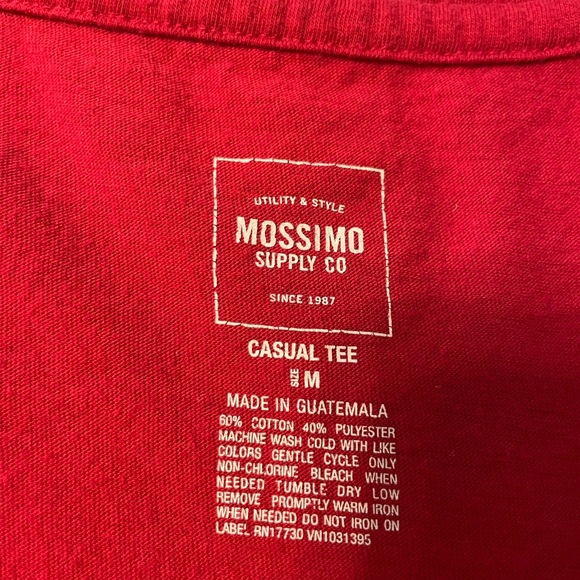 UTILITY & STYLE
MOSSIMO
SUPPLY CO
SINCE 1987
CASUAL TEE
SIZE M
MADE IN GUATEMALA
60% COTTON 40% PULYESTER
MACHINE WASH COLD WITH LIKE
COLORS GENTLE CYCLE ONLY
NON-CHLORINE BLEACH WHEN
NEEDED TUMBLE DRY LOW
REMOVE PROMPTLY WARM IRON
WHEN NEEDED DO NOT IRON ON
LABEL RN17730 VN1031395